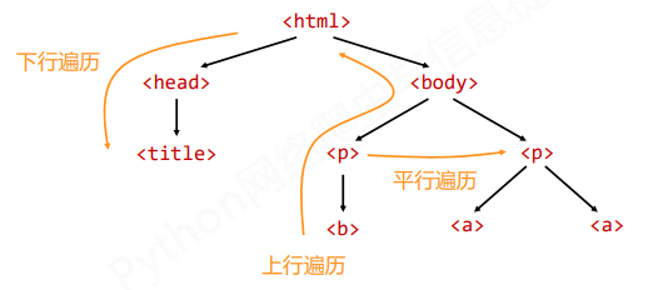 <html>
下行遍历
<head>
<body>
<title>
<p>
<p>
平行遍历
<b>
<a>
<a>
上行遍历
Python网络爬虫与信息提